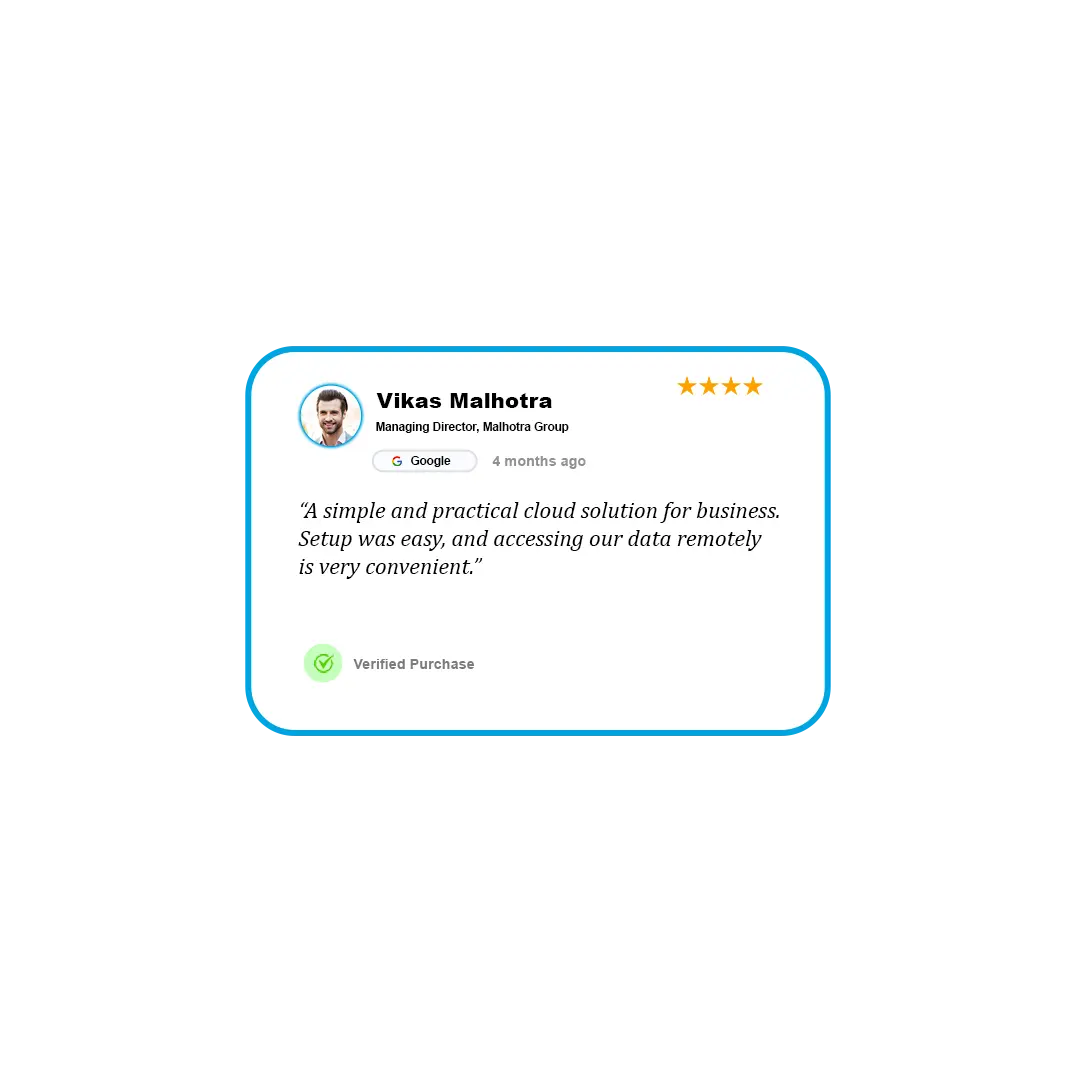 Vikas Malhotra
Managing Director, Malhotra Group
Google
4 months ago
“A simple and practical cloud solution for business.
Setup was easy, and accessing our data remotely
is very convenient.”
Verified Purchase